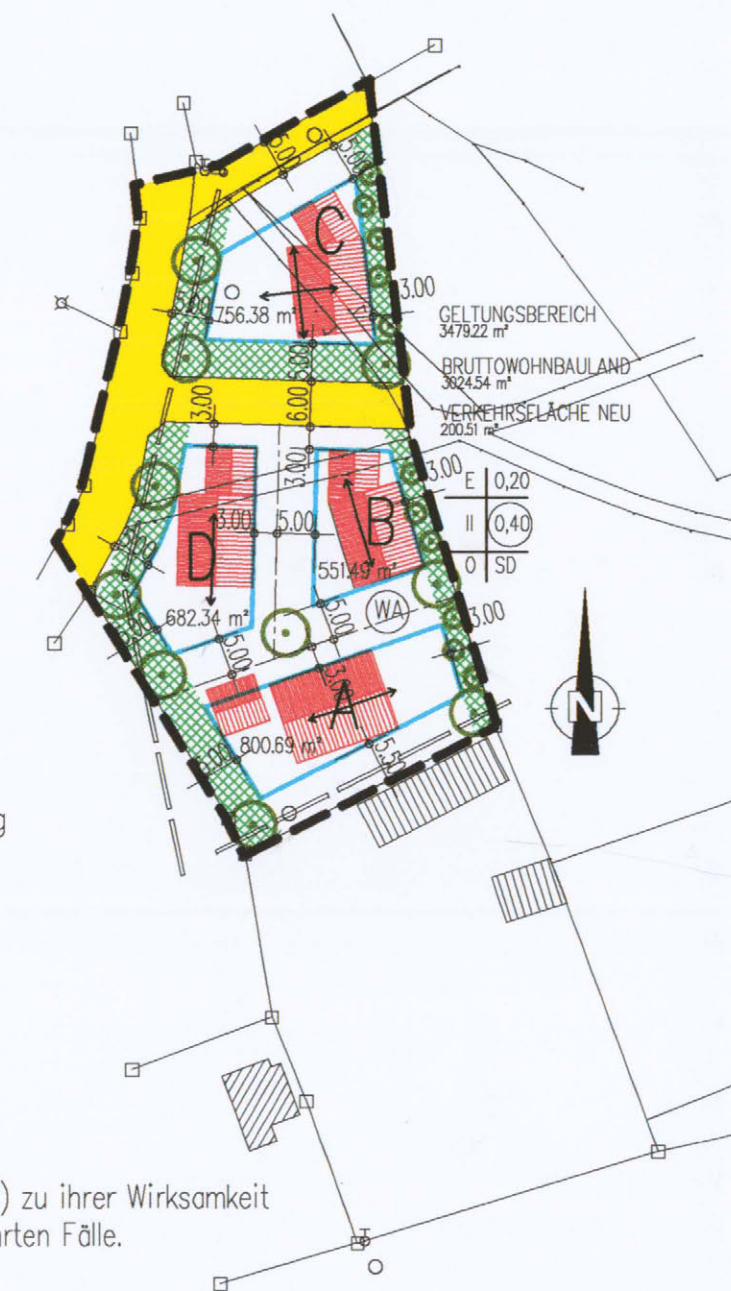 5.00
5.00
C
3.00
756.38 m²
5.00
GELTUNGSBEREICH
3479.22 m²
BRUTTOWOHNBAULAND
3024.54 m²
VERKEHRSFLÄCHE NEU
200.51 m²
3.00
6.00
3.00
3.00
E 0,20
II 0,40
O SD
3.00
5.00
B
D
551.49 m²
WA
682.34 m²
5.00
3.00
5.00
3.00
A
800.69 m²
5.55
N
g
) zu ihrer Wirksamkeit
rten Fälle.